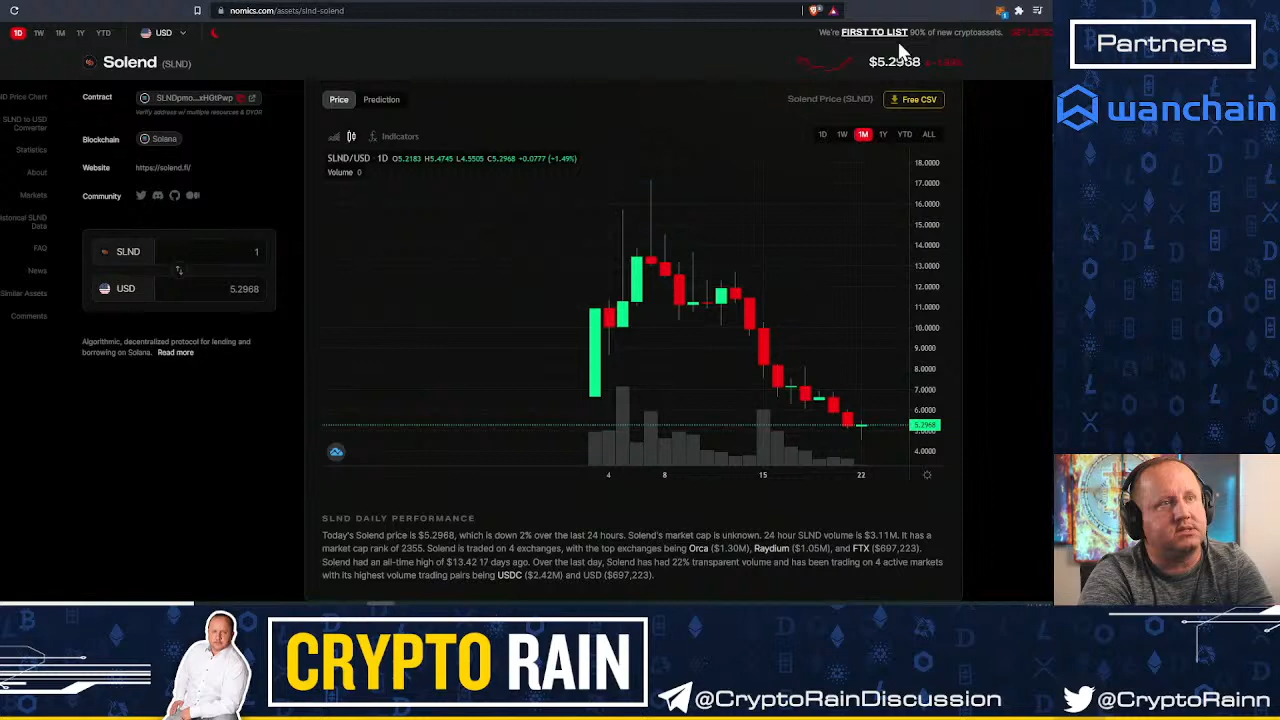 nomics.com/assets/slnd-solend
1D 1W 1M 1Y YTD USD
We're FIRST TO LIST 90% of new cryptoassets. GET LISTED
Solend (SLND)
$5.2968
Partners
wanchain
SLND Price Chart
SLND to USD
Converter
Statistics
About
Markets
Historical SLND
Data
FAQ
News
Similar Assets
Comments
Contract SLNDpmo...xHGtPwp
Verify address w/ multiple resources & DYOR
Blockchain Solana
Website https://solend.fi/
Community
SLND 1
USD 5.2968
Algorithmic, decentralized protocol for lending and
borrowing on Solana. Read more
Price Prediction
Solend Price (SLND) Free CSV
Indicators
1D 1W 1M 1Y YTD ALL
SLND/USD · 1D O5.2183 H5.4745 L4.5505 C5.2968 +0.0777 (+1.49%)
Volume 0
18.0000
17.0000
16.0000
15.0000
14.0000
13.0000
12.0000
11.0000
10.0000
9.0000
8.0000
7.0000
6.0000
5.2968
4.0000
4 8 15 22
SLND DAILY PERFORMANCE
Today's Solend price is $5.2968, which is down 2% over the last 24 hours. Solend's market cap is unknown. 24 hour SLND volume is $3.11M. It has a
market cap rank of 2355. Solend is traded on 4 exchanges, with the top exchanges being Orca ($1.30M), Raydium ($1.05M), and FTX ($697,223).
Solend had an all-time high of $13.42 17 days ago. Over the last day, Solend has had 22% transparent volume and has been trading on 4 active markets
with its highest volume trading pairs being USDC ($2.42M) and USD ($697,223).
CRYPTO RAIN
@CryptoRainDiscussion
@CryptoRainn